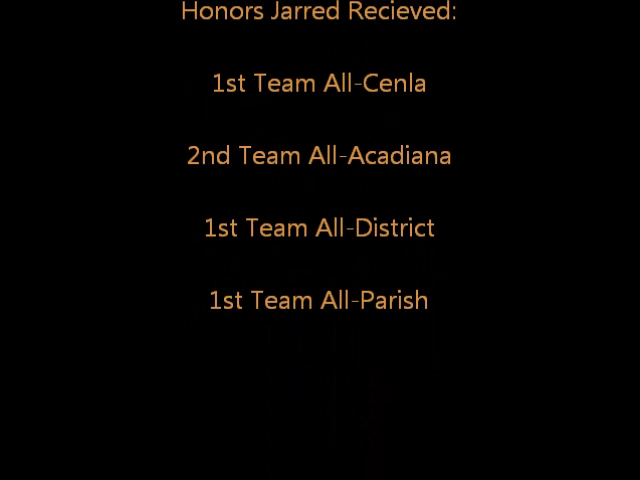 Honors Jarred Recieved:
1st Team All-Cenla
2nd Team All-Acadiana
1st Team All-District
1st Team All-Parish